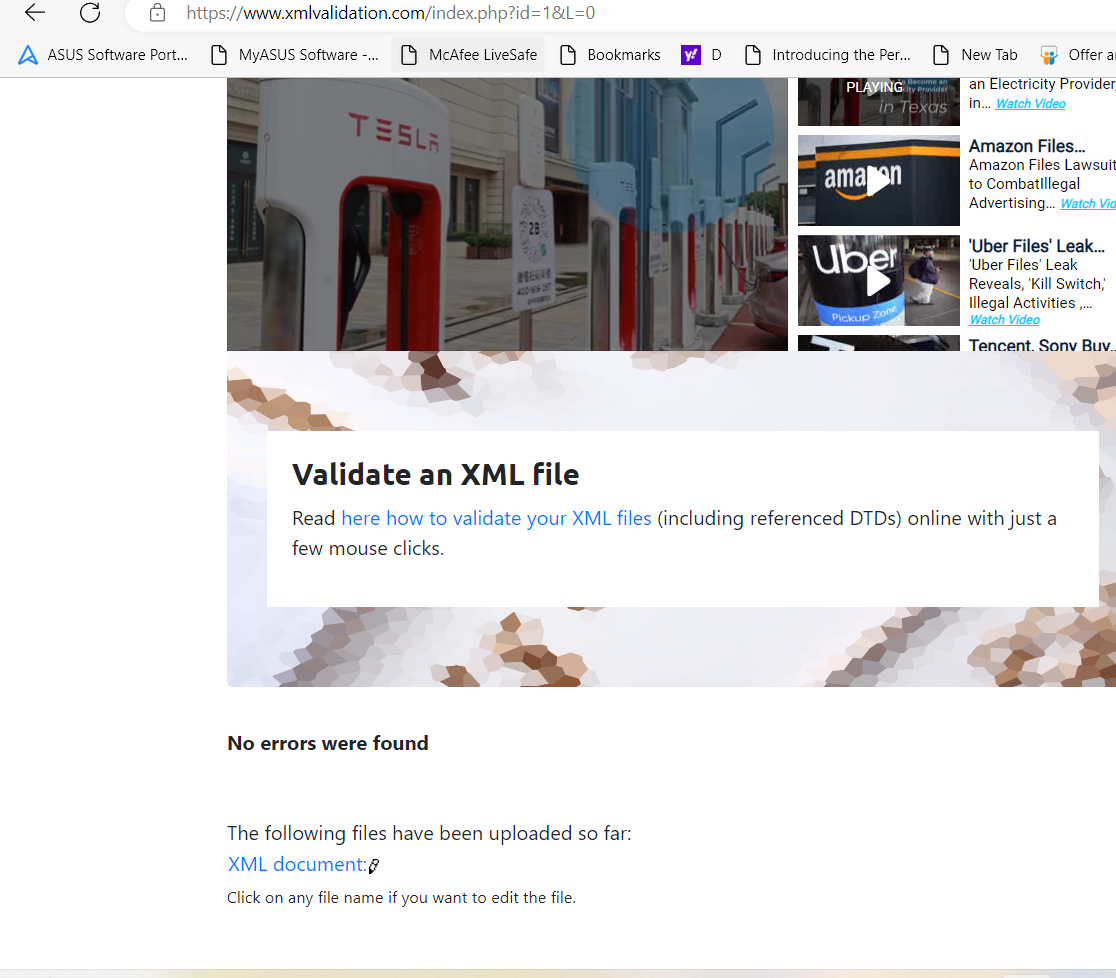 https://www.xmlvalidation.com/index.php?id=1&L=0
ASUS Software Port... MyASUS Software -... McAfee LiveSafe Bookmarks D Introducing the Per... New Tab Offer a
TESLA
28
PLAYING
in Texas
an Electricity Provider,
in... Watch Video
amazon
Amazon Files...
Amazon Files Lawsuit
to CombatIllegal
Advertising... Watch Vid
Uber
Pickup Zone
'Uber Files' Leak...
'Uber Files' Leak
Reveals, 'Kill Switch,'
Illegal Activities ,...
Watch Video
Tencent, Sony Buy...
Validate an XML file
Read here how to validate your XML files (including referenced DTDs) online with just a
few mouse clicks.
No errors were found
The following files have been uploaded so far:
XML document:
Click on any file name if you want to edit the file.